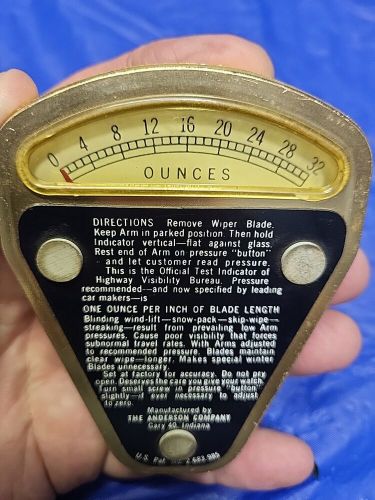 0 4 8 12 16 20 24 28 32
OUNCES
DIRECTIONS Remove Wiper Blade.
Keep Arm in parked position. Then hold
Indicator vertical—flat against glass.
Rest end of Arm on pressure "button"
and let customer read pressure.
This is the Official Test Indicator of
Highway Visibility Bureau. Pressure
recommended—and now specified by leading
car makers—is
ONE OUNCE PER INCH OF BLADE LENGTH
Blinding wind-lift—snow-pack—skip-wipe—
streaking—result from prevailing low Arm
pressures. Cause poor visibility that forces
subnormal travel rates. With Arms adjusted
to recommended pressure. Blades maintain
clear wipe—longer. Makes special winter
Blades unnecessary.
Set at factory for accuracy. Do not pry
open. Deserves the care you give your watch.
Turn small screw in pressure "button"
slightly—if ever necessary to adjust
to zero.
Manufactured by
THE ANDERSON COMPANY
Gary 40, Indiana
U.S. Pat. No. 2,683,985